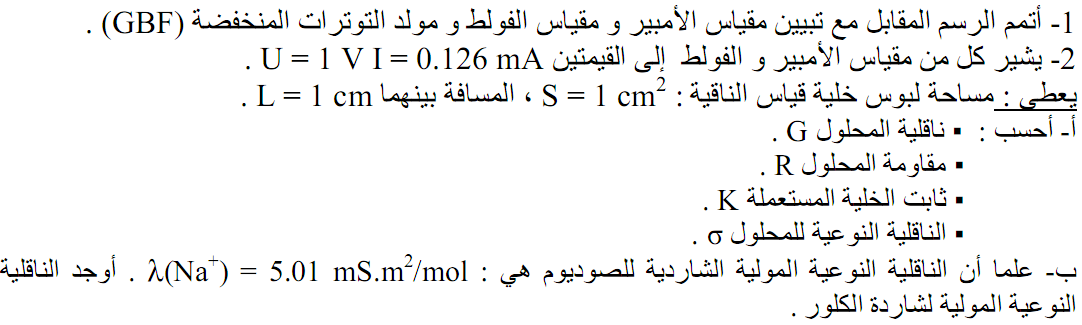 1- أتمم الرسم المقابل مع تبيين مقياس الأمبير و مقياس الفولط و مولد التوترات المنخفضة (GBF) .
2- يشير كل من مقياس الأمبير و الفولط إلى القيمتين U = 1 V I = 0.126 mA .
يعطى : مساحة لبوس خلية قياس الناقية : S = 1 cm² ، المسافة بينهما L = 1 cm .
أ- أحسب : ▪ ناقلية المحلول G .
▪ مقاومة المحلول R .
▪ ثابت الخلية المستعملة K .
▪ الناقلية النوعية للمحلول σ .
ب- علما أن الناقلية النوعية المولية الشاردية للصوديوم هي : λ(Na⁺) = 5.01 mS.m²/mol . أوجد الناقلية
النوعية المولية لشاردة الكلور .